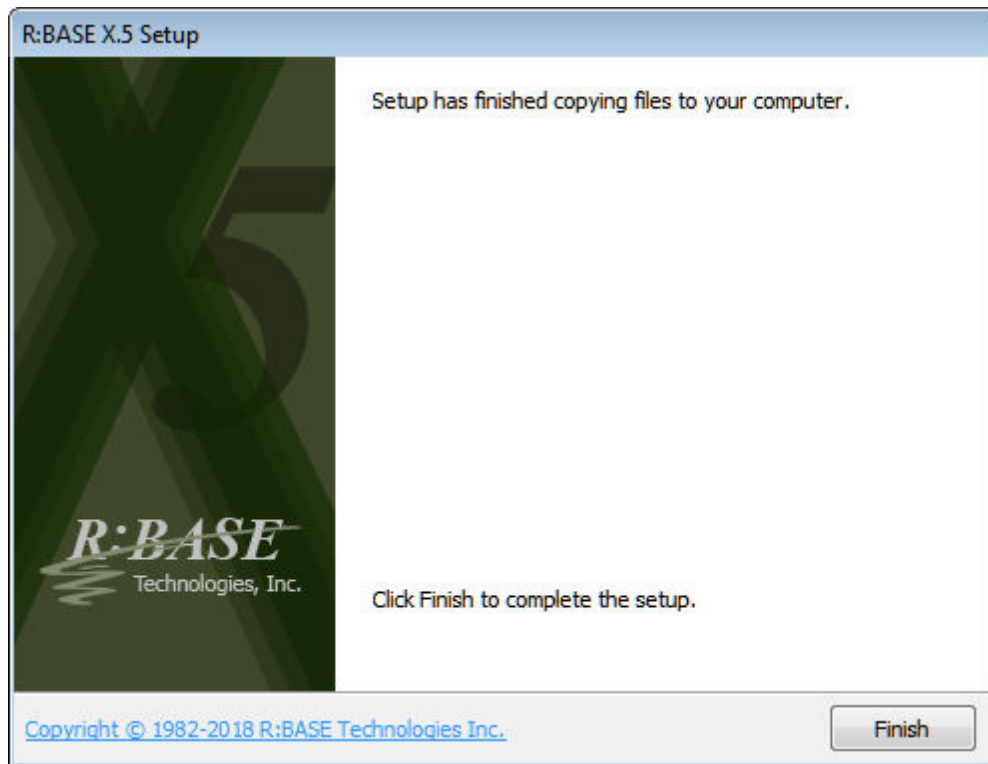 R:BASE X.5 Setup
Setup has finished copying files to your computer.
X
5
R:BASE
Technologies, Inc.
Click Finish to complete the setup.
Copyright © 1982-2018 R:BASE Technologies Inc.
Finish